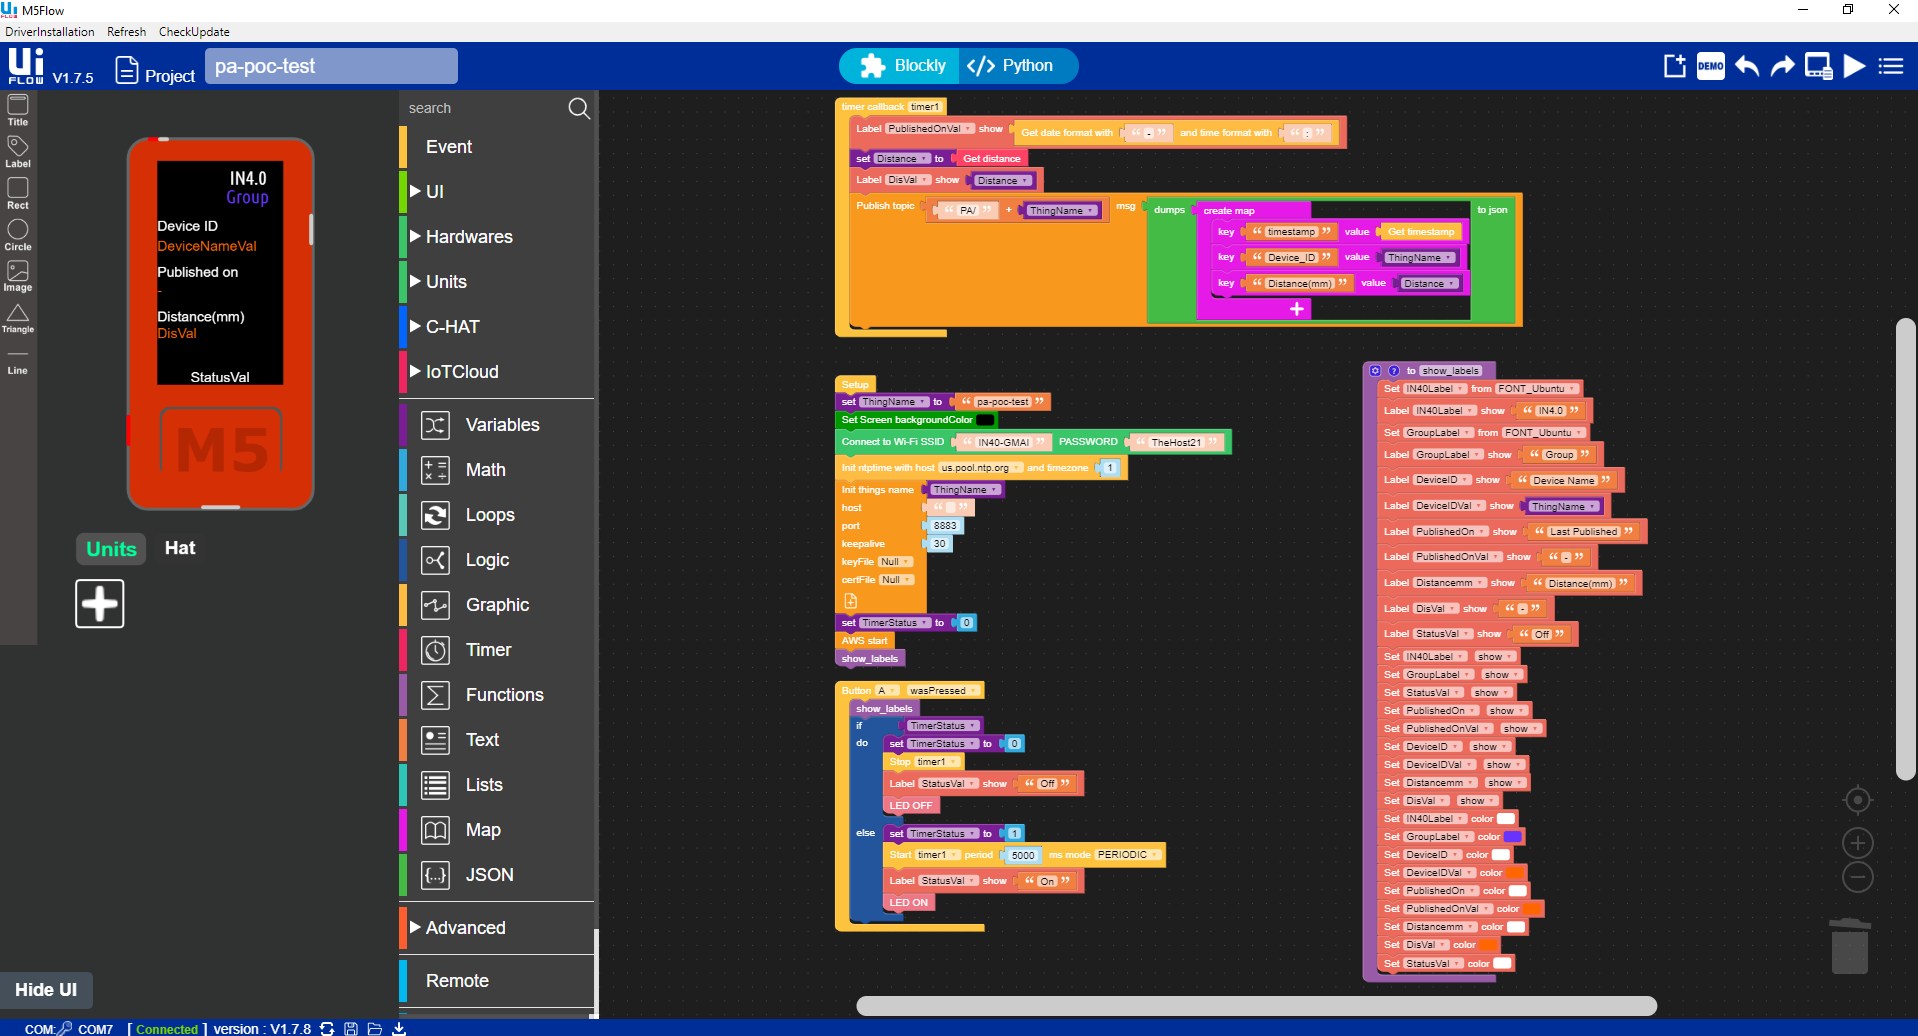 M5Flow
DriverInstallation Refresh CheckUpdate
Ui FLOW V1.7.5 Project pa-poc-test Blockly </> Python DEMO
Title
Label
Rect
Circle
Image
Triangle
Line
IN4.0
Group
Device ID
DeviceNameVal
Published on
-
Distance(mm)
DisVal
StatusVal
M5
Units Hat
Hide UI
search
Event
UI
Hardwares
Units
C-HAT
IoTCloud
Variables
Math
Loops
Logic
Graphic
Timer
Functions
Text
Lists
Map
JSON
Advanced
Remote
timer callback timer1
Label PublishedOnVal show Get date format with “ - ” and time format with “ : ”
set Distance to Get distance
Label DisVal show Distance
Publish topic “ PA/ ” + ThingName msg dumps create map to json
key “ timestamp ” value Get timestamp
key “ Device_ID ” value ThingName
key “ Distance(mm) ” value Distance
Setup
set ThingName to “ pa-poc-test ”
Set Screen backgroundColor
Connect to Wi-Fi SSID “ IN40-GMAI ” PASSWORD “ TheHost21 ”
Init ntptime with host us.pool.ntp.org and timezone 1
Init things name ThingName
host “ ”
port 8883
keepalive 30
keyFile Null
certFile Null
set TimerStatus to 0
AWS start
show_labels
Button A wasPressed
show_labels
if TimerStatus
do set TimerStatus to 0
Stop timer1
Label StatusVal show “ Off ”
LED OFF
else set TimerStatus to 1
Start timer1 period 5000 ms mode PERIODIC
Label StatusVal show “ On ”
LED ON
to show_labels
Set IN40Label from FONT_Ubuntu
Label IN40Label show “ IN4.0 ”
Set GroupLabel from FONT_Ubuntu
Label GroupLabel show “ Group ”
Label DeviceID show “ Device Name ”
Label DeviceIDVal show ThingName
Label PublishedOn show “ Last Published ”
Label PublishedOnVal show “ - ”
Label Distancemm show “ Distance(mm) ”
Label DisVal show “ - ”
Label StatusVal show “ Off ”
Set IN40Label show
Set GroupLabel show
Set StatusVal show
Set PublishedOn show
Set PublishedOnVal show
Set DeviceID show
Set DeviceIDVal show
Set Distancemm show
Set DisVal show
Set IN40Label color
Set GroupLabel color
Set DeviceID color
Set DeviceIDVal color
Set PublishedOn color
Set PublishedOnVal color
Set Distancemm color
Set DisVal color
Set StatusVal color
COM: COM7 [ Connected ] version : V1.7.8